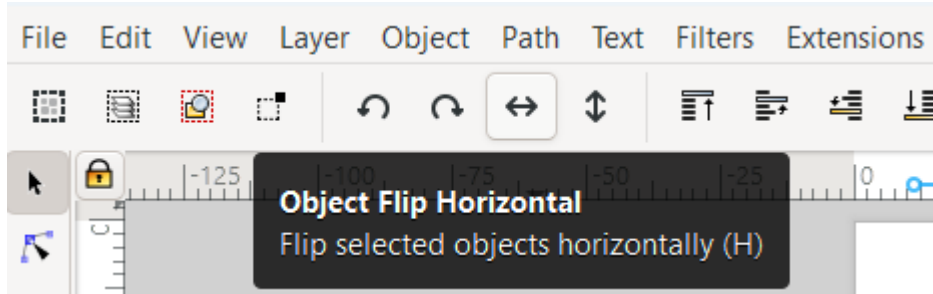 File Edit View Layer Object Path Text Filters Extensions
-125 -100 -75 -50 -25 0
Object Flip Horizontal
Flip selected objects horizontally (H)